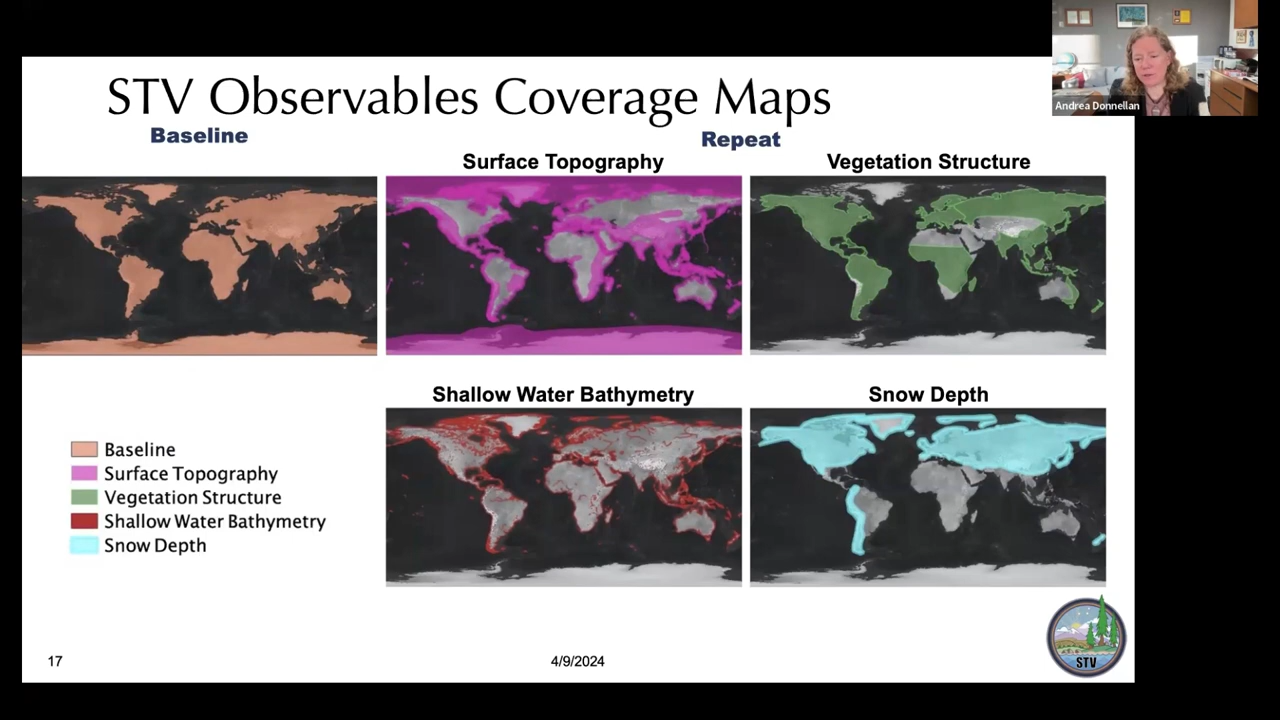 STV Observables Coverage Maps
Andrea Donnellan
Baseline
Repeat
Surface Topography
Vegetation Structure
Shallow Water Bathymetry
Snow Depth
Baseline
Surface Topography
Vegetation Structure
Shallow Water Bathymetry
Snow Depth
17
4/9/2024
STV